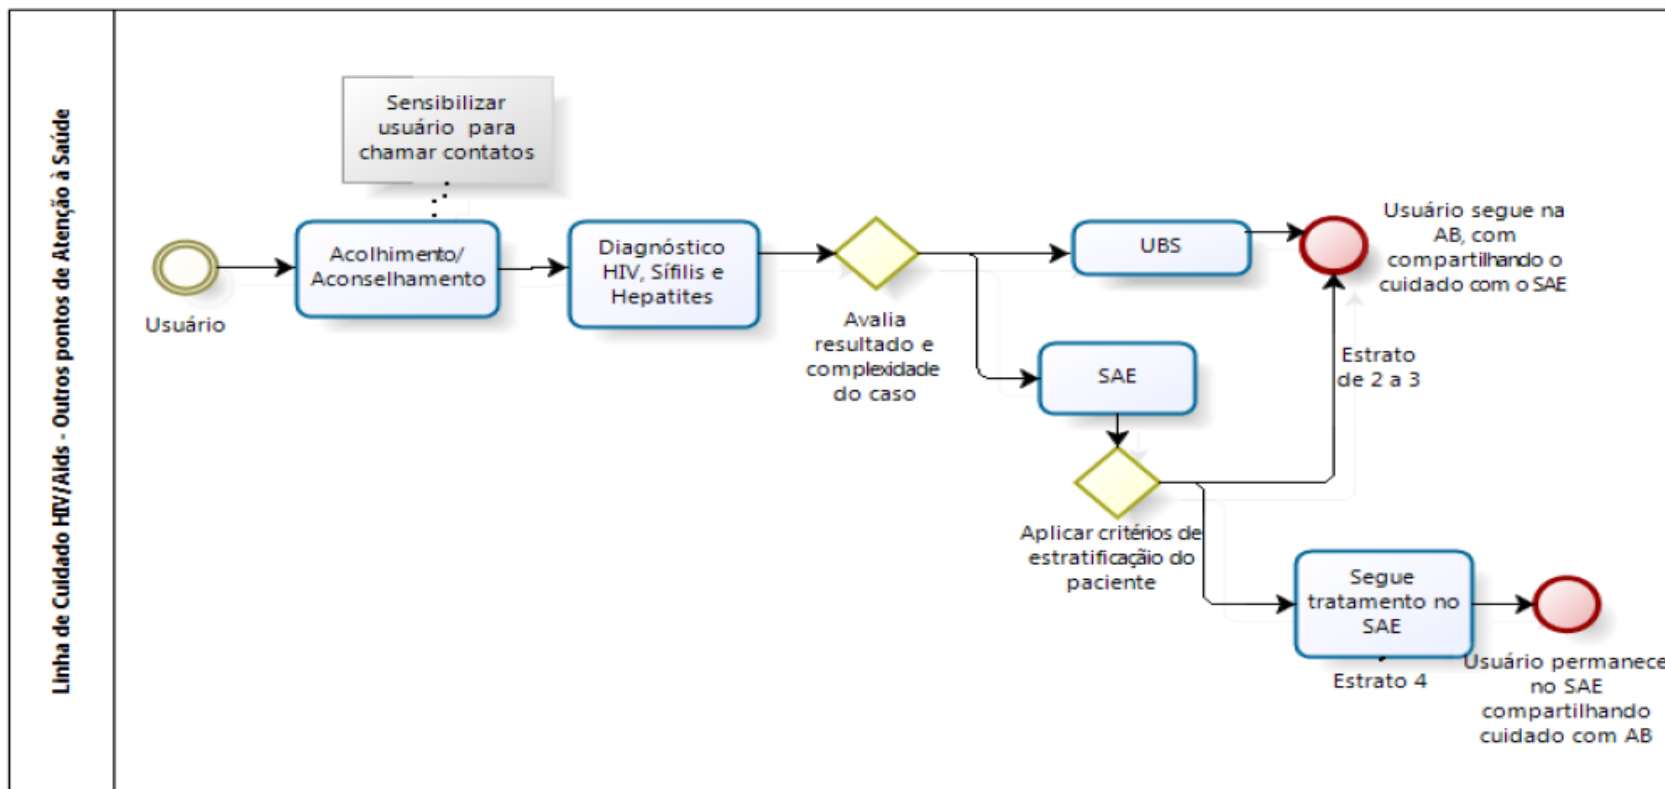 Linha de Cuidado HIV/Aids - Outros pontos de Atenção à Saúde
Sensibilizar
usuário para
chamar contatos
Usuário
Acolhimento/
Aconselhamento
Diagnóstico
HIV, Sífilis e
Hepatites
Avalia
resultado e
complexidade
do caso
UBS
Usuário segue na
AB, com
compartilhando o
cuidado com o SAE
SAE
Estrato
de 2 a 3
Aplicar critérios de
estratificaçãio do
paciente
Segue
tratamento no
SAE
Estrato 4
Usuário permanece
no SAE
compartilhando
cuidado com AB